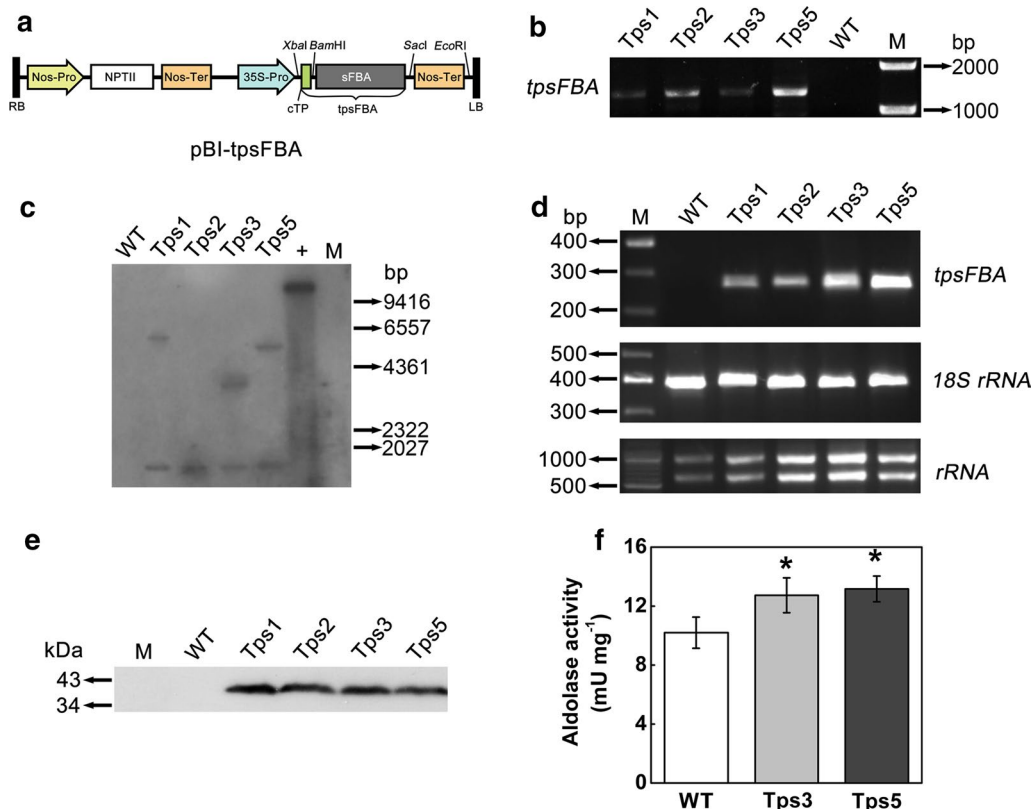 a
XbaI BamHI SacI EcoRI
Nos-Pro NPTII Nos-Ter 35S-Pro sFBA Nos-Ter
RB cTP tpsFBA LB
pBI-tpsFBA
b
Tps1 Tps2 Tps3 Tps5 WT M bp
tpsFBA
2000
1000
c
WT Tps1 Tps2 Tps3 Tps5 + M
bp
9416
6557
4361
2322
2027
d
bp M WT Tps1 Tps2 Tps3 Tps5
400
300
200
tpsFBA
500
400
300
18S rRNA
1000
500
rRNA
e
kDa M WT Tps1 Tps2 Tps3 Tps5
43
34
f
Aldolase activity
(mU mg-1)
16
12
8
4
0
* *
WT Tps3 Tps5